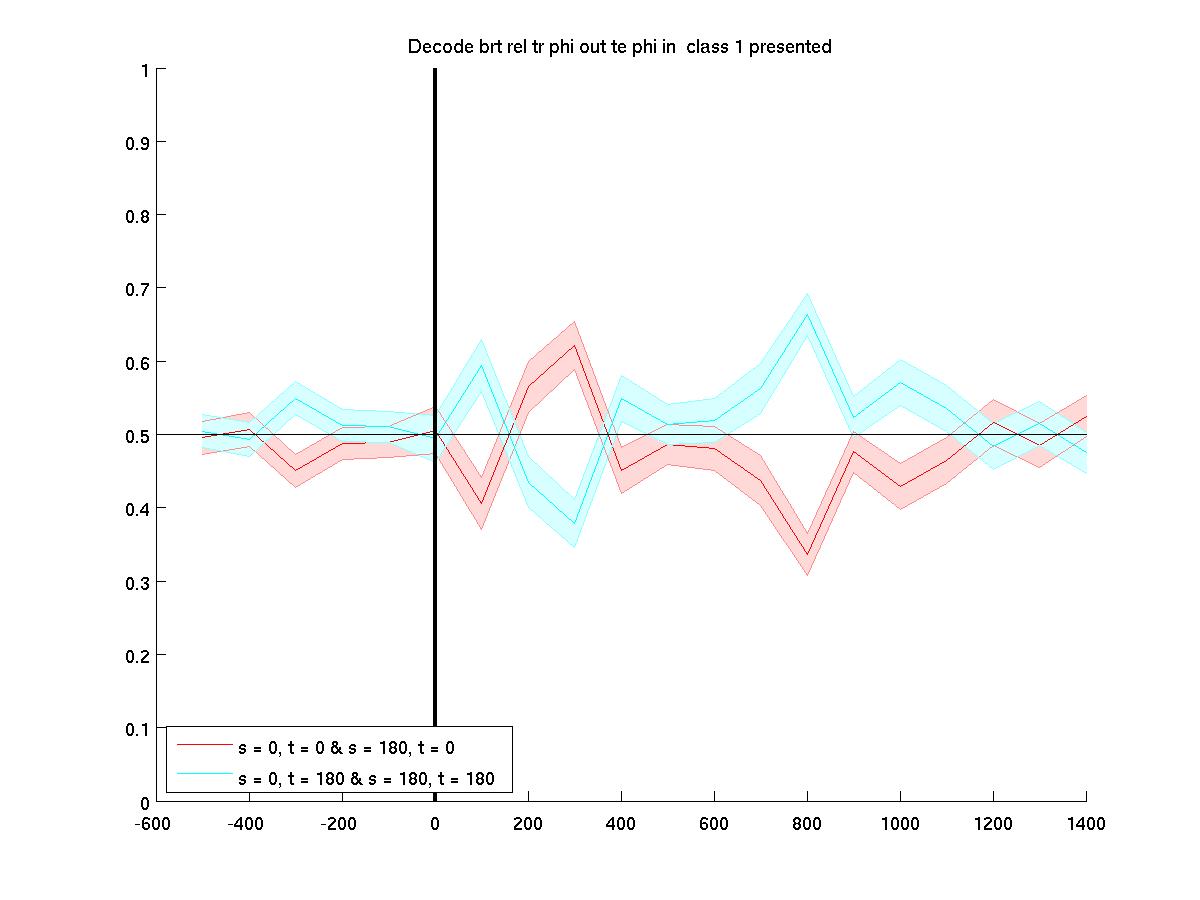 Decode brt rel tr phi out te phi in  class 1 presented
1
0.9
0.8
0.7
0.6
0.5
0.4
0.3
0.2
0.1
0
s = 0, t = 0 & s = 180, t = 0
s = 0, t = 180 & s = 180, t = 180
-600 -400 -200 0 200 400 600 800 1000 1200 1400